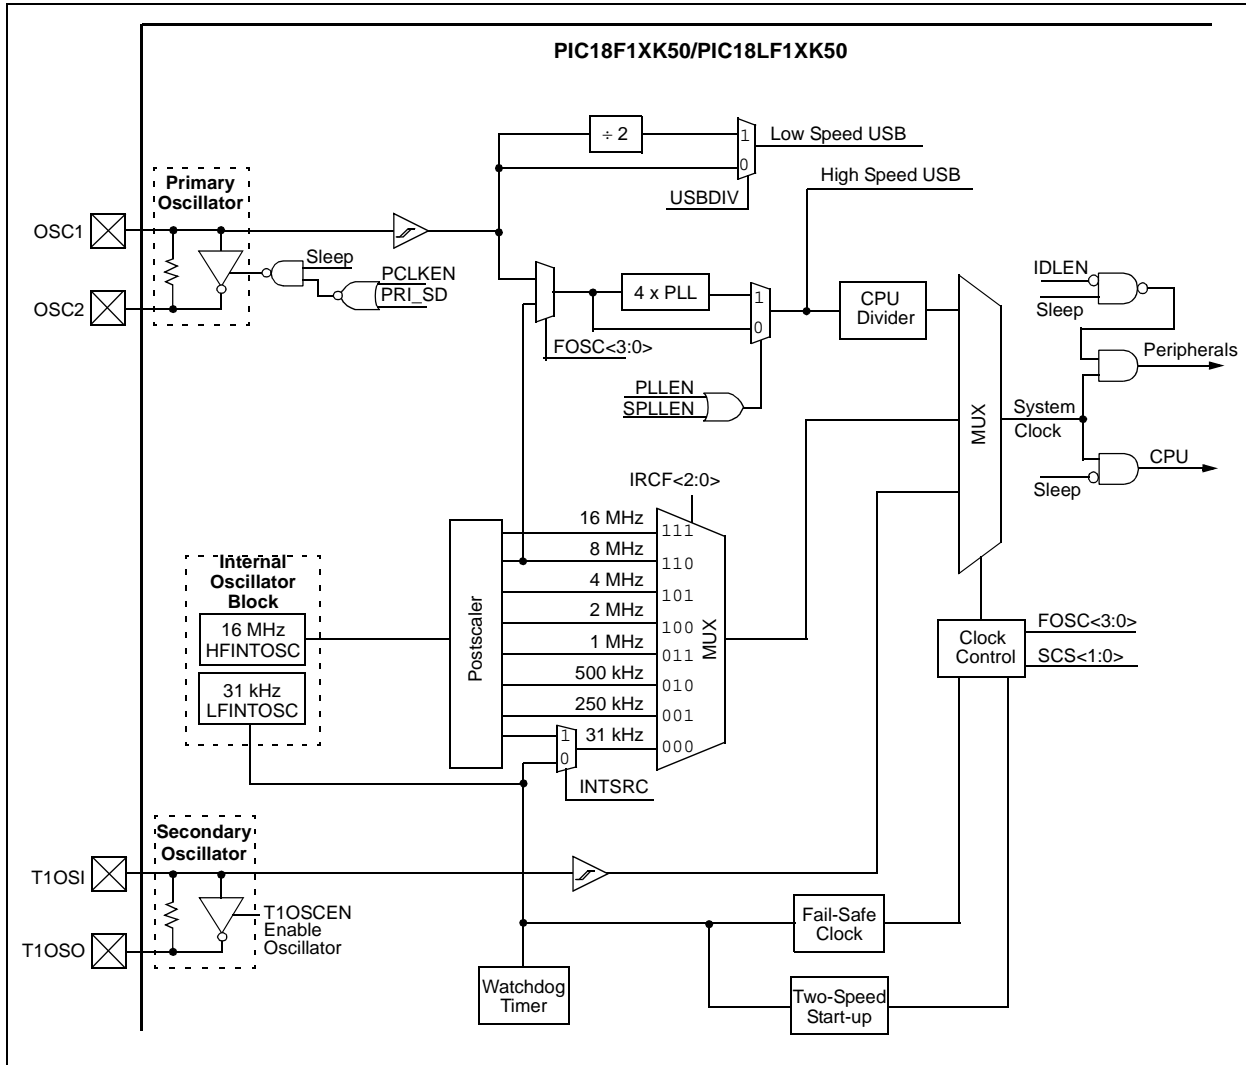 PIC18F1XK50/PIC18LF1XK50
÷ 2
1
0
Low Speed USB
USBDIV
High Speed USB
Primary
Oscillator
OSC1
OSC2
Sleep
PCLKEN
PRI_SD
4 x PLL
1
0
FOSC<3:0>
PLLEN
SPLLEN
CPU
Divider
IDLEN
Sleep
Peripherals
MUX
System
Clock
CPU
Sleep
IRCF<2:0>
Internal
Oscillator
Block
16 MHz
HFINTOSC
31 kHz
LFINTOSC
Postscaler
16 MHz
111
8 MHz
110
4 MHz
101
2 MHz
100
1 MHz
011
500 kHz
010
250 kHz
001
31 kHz
000
1
0
MUX
INTSRC
Clock
Control
FOSC<3:0>
SCS<1:0>
Secondary
Oscillator
T1OSI
T1OSO
T1OSCEN
Enable
Oscillator
Fail-Safe
Clock
Watchdog
Timer
Two-Speed
Start-up